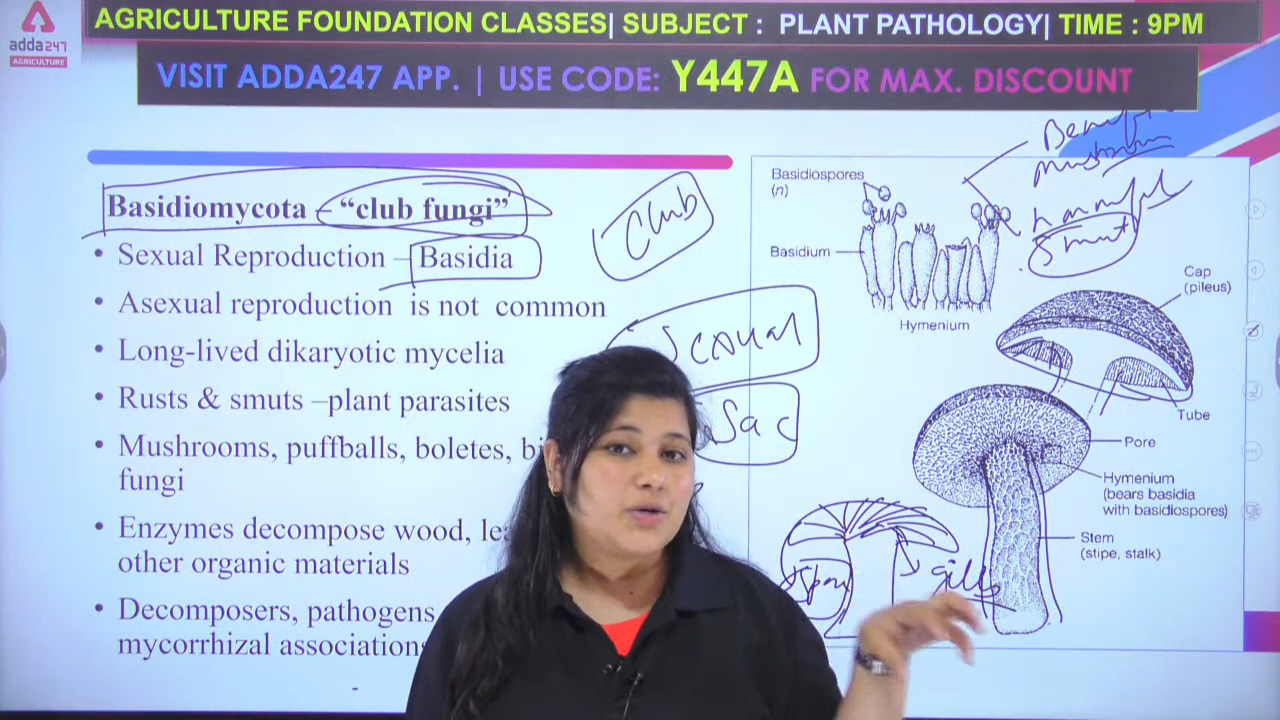 AGRICULTURE FOUNDATION CLASSES| SUBJECT : PLANT PATHOLOGY| TIME : 9PM
adda247
AGRICULTURE
VISIT ADDA247 APP. | USE CODE: Y447A FOR MAX. DISCOUNT
Basidiomycota – “club fungi”
• Sexual Reproduction – Basidia
• Asexual reproduction is not common
• Long-lived dikaryotic mycelia
• Rusts & smuts –plant parasites
• Mushrooms, puffballs, boletes,
fungi
• Enzymes decompose wood,
other organic materials
• Decomposers, pathogens
mycorrhizal
Club
Sexual
Sac
harmful
Smut
Basidiospores
(n)
Basidium
Hymenium
Cap
(pileus)
Tube
Pore
Hymenium
(bears basidia
with basidiospores)
Stem
(stipe, stalk)
gills